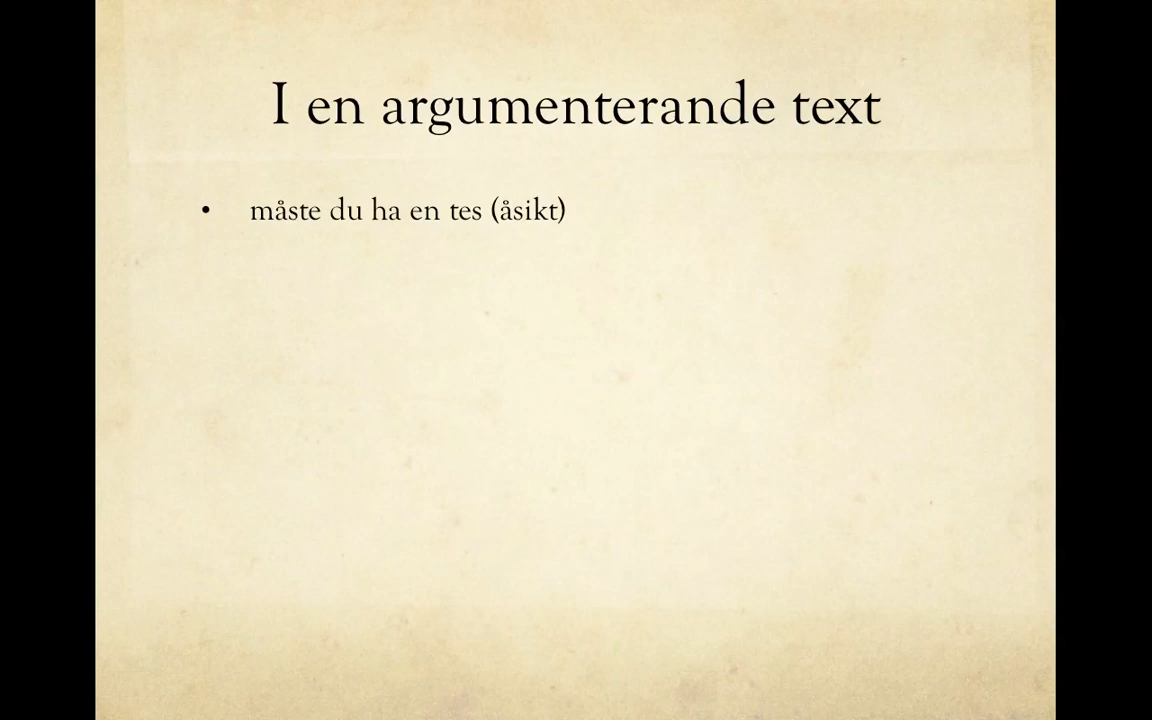 I en argumenterande text
• måste du ha en tes (åsikt)